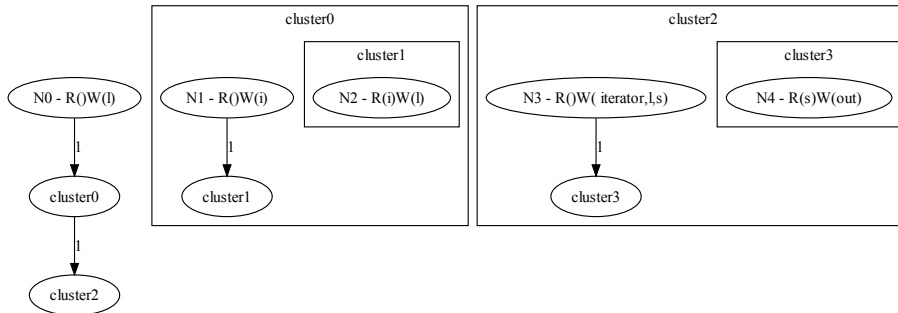 cluster0
cluster2
cluster1
cluster3
N0 - R()W(l)
N1 - R()W(i)
N2 - R(i)W(l)
N3 - R()W( iterator,l,s)
N4 - R(s)W(out)
1
1
1
cluster0
cluster1
cluster3
1
cluster2